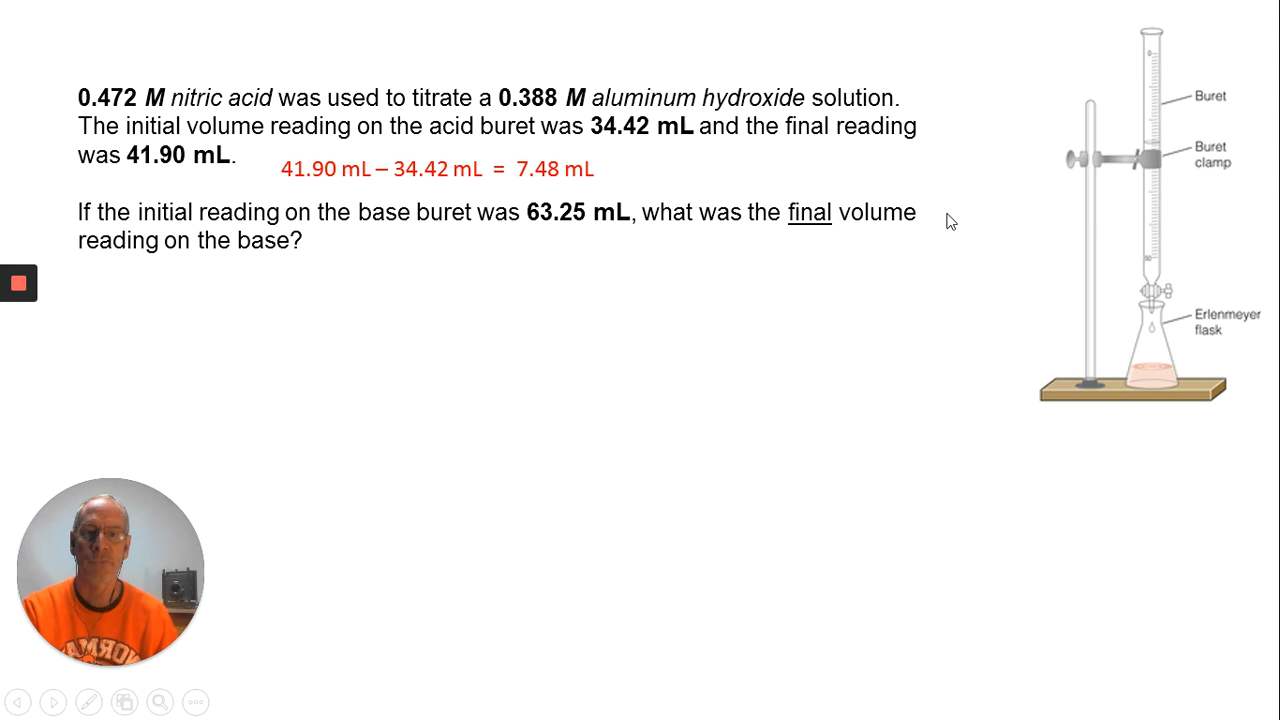 0.472 M nitric acid was used to titrate a 0.388 M aluminum hydroxide solution.
The initial volume reading on the acid buret was 34.42 mL and the final reading
was 41.90 mL.
41.90 mL – 34.42 mL = 7.48 mL
If the initial reading on the base buret was 63.25 mL, what was the final volume
reading on the base?
Buret
Buret
clamp
Erlenmeyer
flask